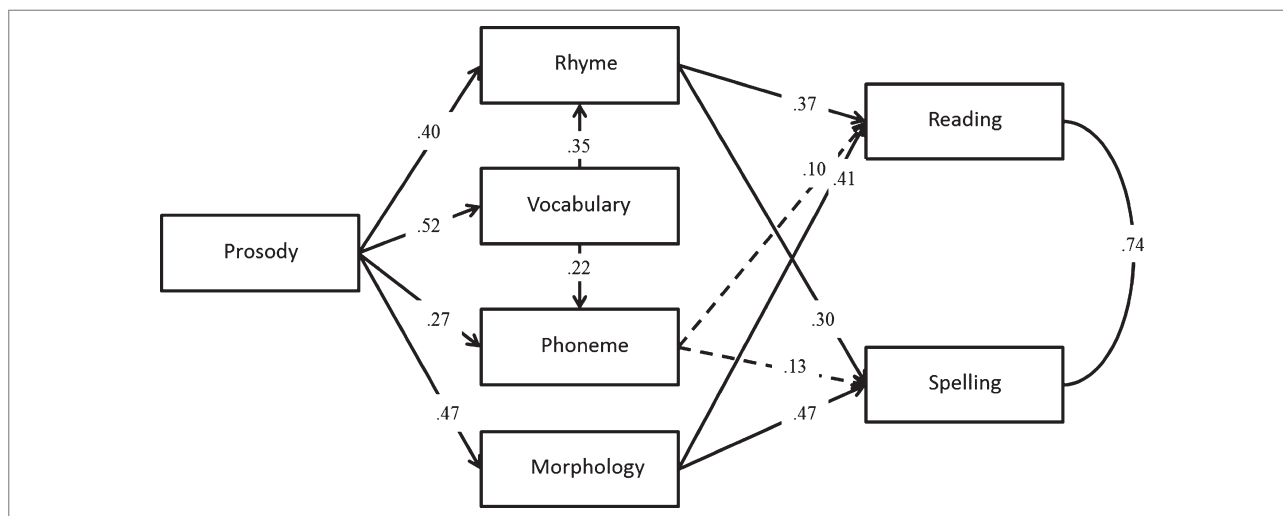 Rhyme
Reading
.37
.40
.35
.10
.41
Vocabulary
.52
Prosody
.74
.22
.27
.30
Phoneme
.13
Spelling
.47
.47
Morphology